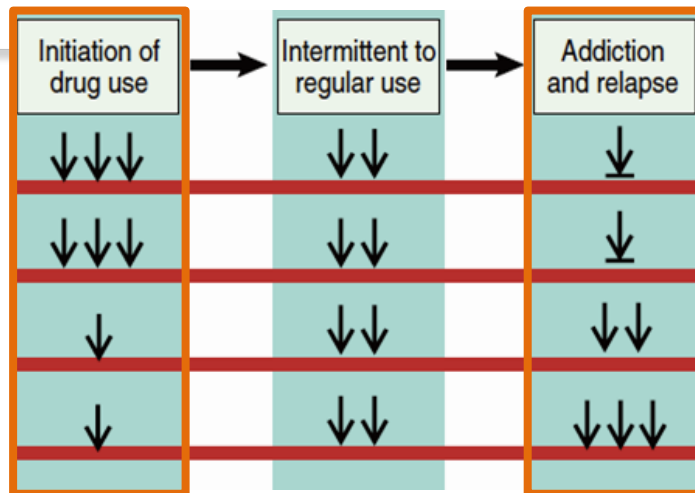 Initiation of
drug use
Intermittent to
regular use
Addiction
and relapse